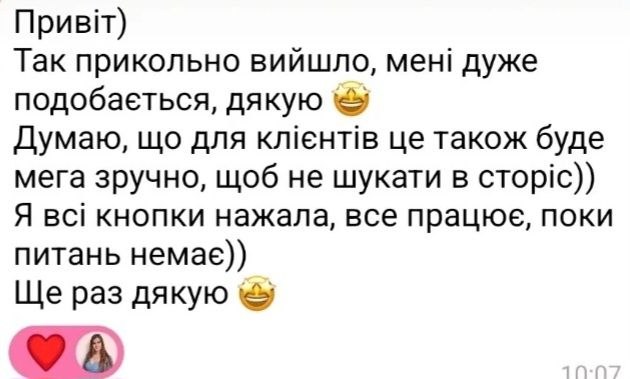 Привіт)
Так прикольно вийшло, мені дуже
подобається, дякую 🤩
Думаю, що для клієнтів це також буде
мега зручно, щоб не шукати в сторіс))
Я всі кнопки нажала, все працює, поки
питань немає))
Ще раз дякую 🤩
10:07